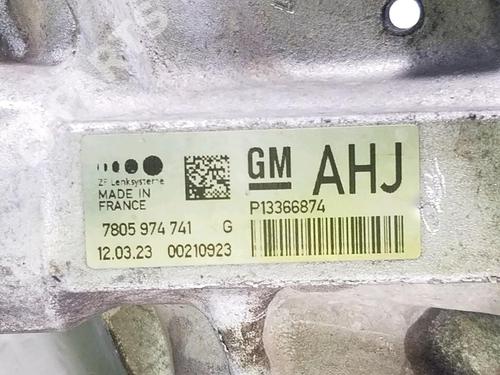 ZF Lenksysteme
MADE IN
FRANCE
7805 974 741 G
12.03.23 00210923
GM AHJ
P13366874